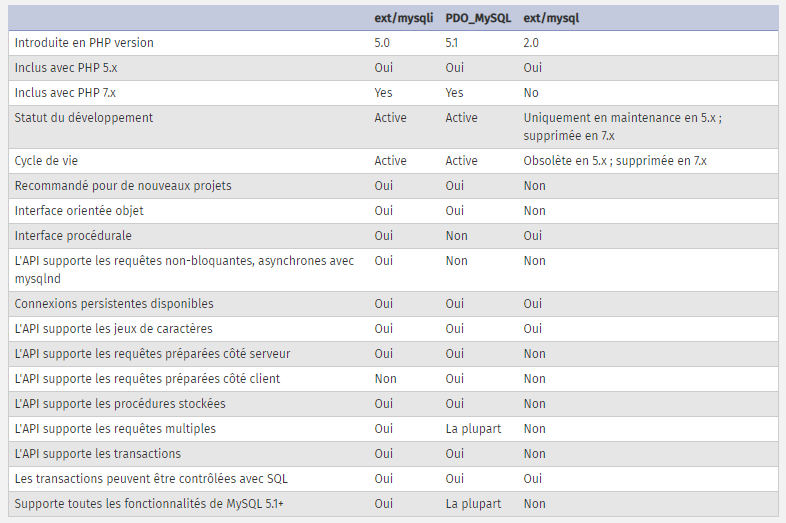 ext/mysqli PDO_MySQL ext/mysql
Introduite en PHP version 5.0 5.1 2.0
Inclus avec PHP 5.x Oui Oui Oui
Inclus avec PHP 7.x Yes Yes No
Statut du développement Active Active Uniquement en maintenance en 5.x ;
supprimée en 7.x
Cycle de vie Active Active Obsolète en 5.x ; supprimée en 7.x
Recommandé pour de nouveaux projets Oui Oui Non
Interface orientée objet Oui Oui Non
Interface procédurale Oui Non Oui
L'API supporte les requêtes non-bloquantes, asynchrones avec Oui Non Non
mysqlnd
Connexions persistentes disponibles Oui Oui Oui
L'API supporte les jeux de caractères Oui Oui Oui
L'API supporte les requêtes préparées côté serveur Oui Oui Non
L'API supporte les requêtes préparées côté client Non Oui Non
L'API supporte les procédures stockées Oui Oui Non
L'API supporte les requêtes multiples Oui La plupart Non
L'API supporte les transactions Oui Oui Non
Les transactions peuvent être contrôlées avec SQL Oui Oui Oui
Supporte toutes les fonctionnalités de MySQL 5.1+ Oui La plupart Non